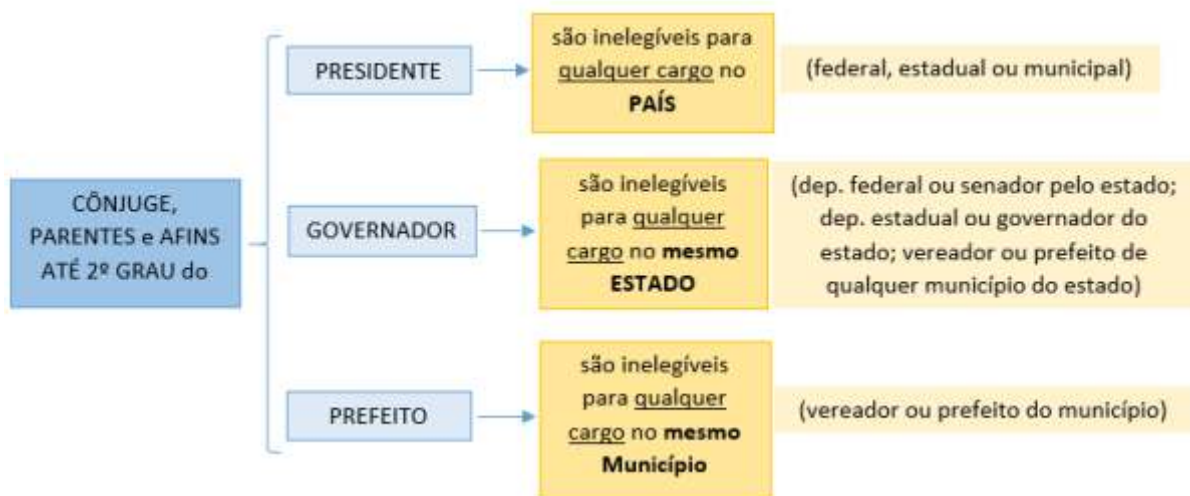 CÔNJUGE,
PARENTES e AFINS
ATÉ 2º GRAU do
PRESIDENTE
são inelegíveis para
qualquer cargo no
PAÍS
(federal, estadual ou municipal)
GOVERNADOR
são inelegíveis
para qualquer
cargo no mesmo
ESTADO
(dep. federal ou senador pelo estado;
dep. estadual ou governador do
estado; vereador ou prefeito de
qualquer município do estado)
PREFEITO
são inelegíveis
para qualquer
cargo no mesmo
Município
(vereador ou prefeito do município)